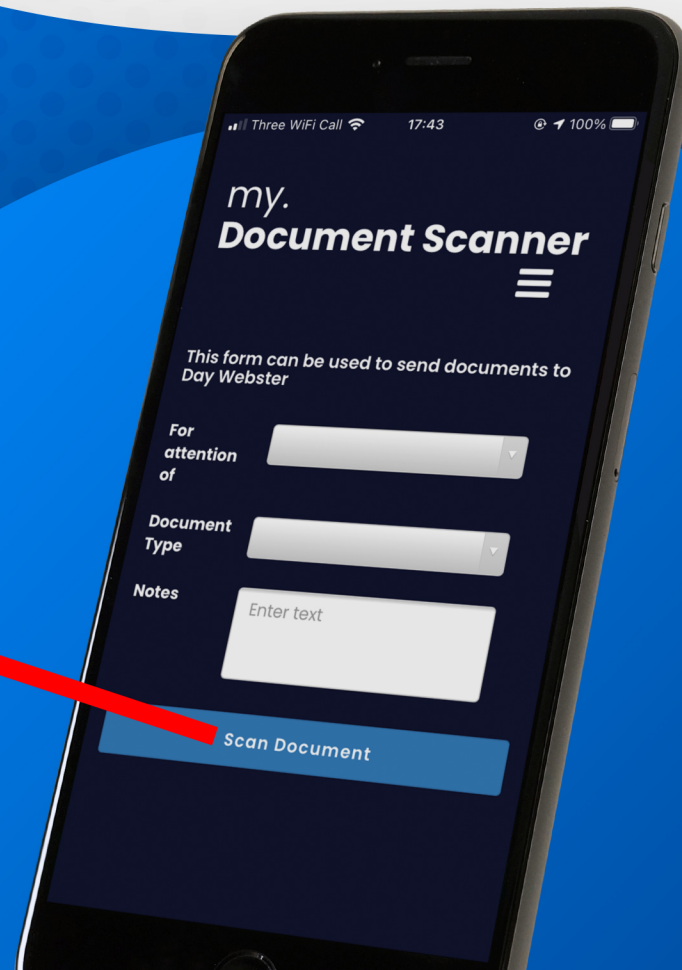 Three WiFi Call 17:43 100%
my.
Document Scanner
This form can be used to send documents to
Day Webster
For
attention
of
Document
Type
Notes
Enter text
Scan Document